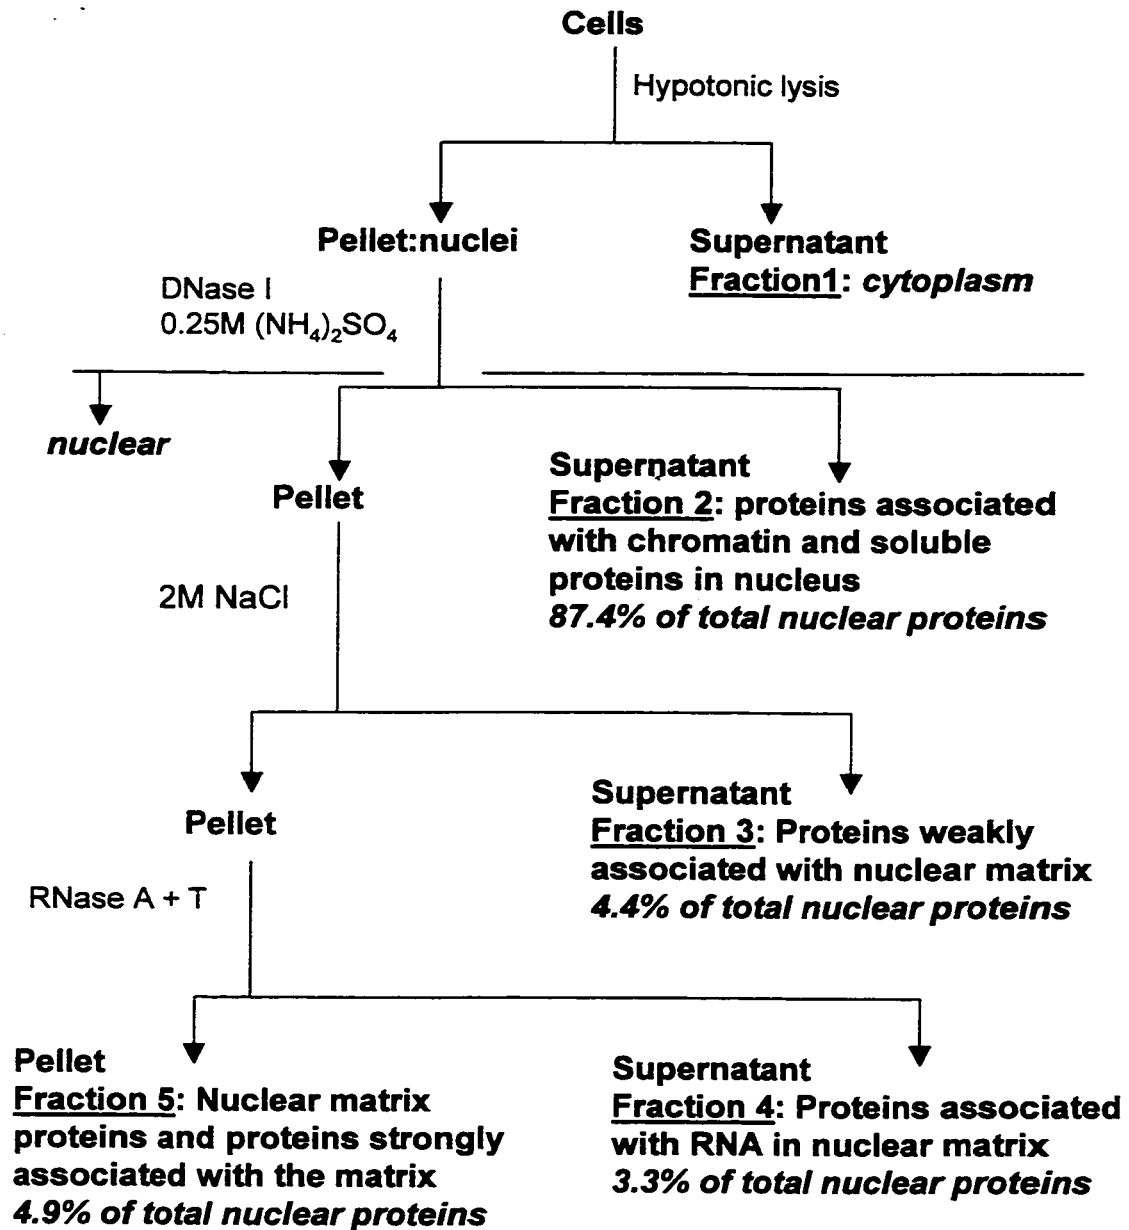 Cells
Hypotonic lysis
Pellet:nuclei
Supernatant
Fraction1: cytoplasm
DNase I
0.25M (NH₄)₂SO₄
nuclear
Pellet
Supernatant
Fraction 2: proteins associated
with chromatin and soluble
proteins in nucleus
87.4% of total nuclear proteins
2M NaCl
Pellet
Supernatant
Fraction 3: Proteins weakly
associated with nuclear matrix
4.4% of total nuclear proteins
RNase A + T
Pellet
Fraction 5: Nuclear matrix
proteins and proteins strongly
associated with the matrix
4.9% of total nuclear proteins
Supernatant
Fraction 4: Proteins associated
with RNA in nuclear matrix
3.3% of total nuclear proteins